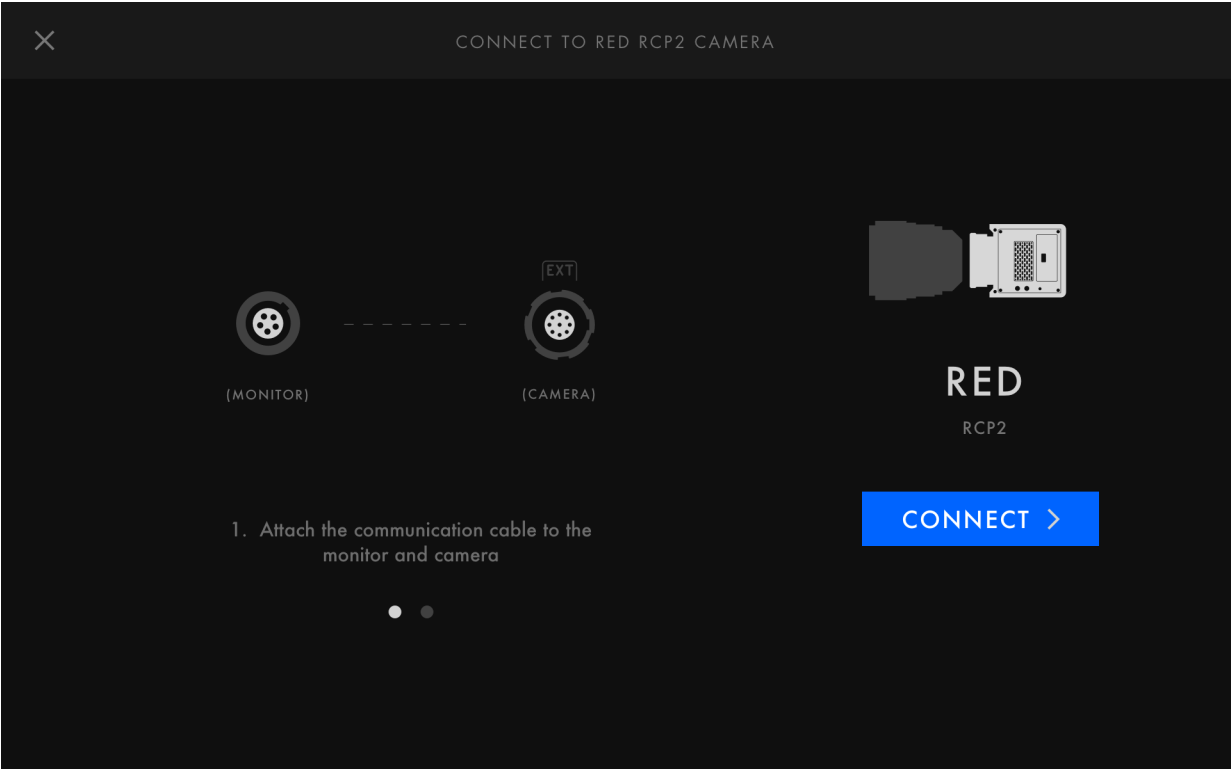 CONNECT TO RED RCP2 CAMERA
EXT
(MONITOR)
(CAMERA)
1. Attach the communication cable to the
monitor and camera
RED
RCP2
CONNECT